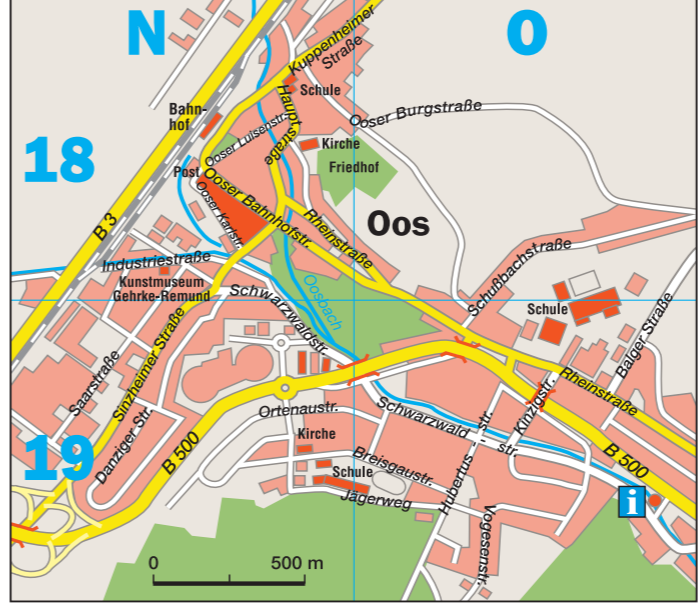 N
O
Kuppenheimer
Straße
Schule
Haupt
straße
Bahn-
hof
Ooser Burgstraße
Ooser Luisenstr.
Kirche
Friedhof
18
Post
Ooser Bahnhofstr.
Ooser Karlstr.
Rheinstraße
Oos
B 3
Industriestraße
Kunstmuseum
Gehrke-Remund
Schwarzwaldstr.
Oosbach
Schußbachstraße
Schule
Balger Straße
Saarstraße
Sinzheimer Straße
Danziger Str.
Ortenaustr.
Schwarzwald - str.
Kinzigstr.
Rheinstraße
19
B 500
Kirche
Breisgaustr.
Hubertus - str.
B 500
Schule
Jägerweg
i
Vogesenstr.
0
500 m